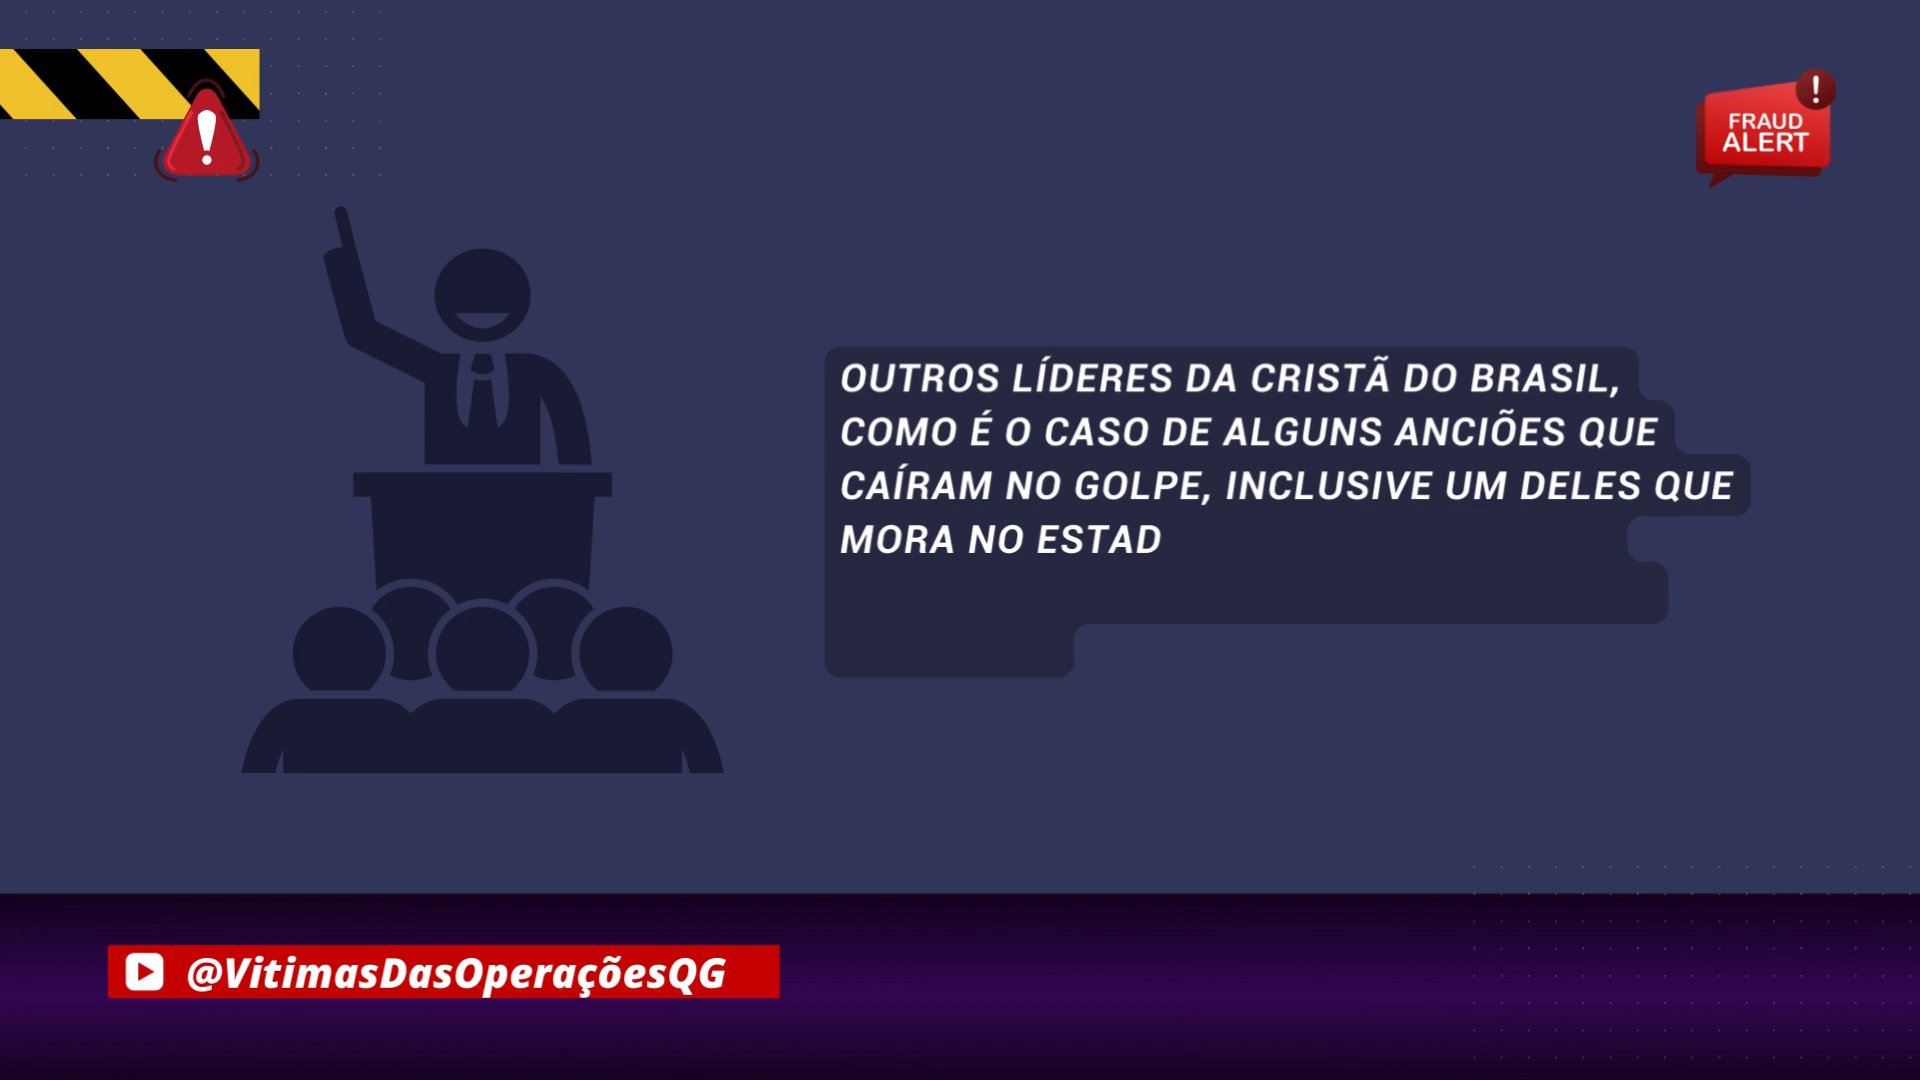 FRAUD
ALERT
OUTROS LÍDERES DA CRISTÃ DO BRASIL,
COMO É O CASO DE ALGUNS ANCIÕES QUE
CAÍRAM NO GOLPE, INCLUSIVE UM DELES QUE
MORA NO ESTAD
@VitimasDasOperaçõesQG